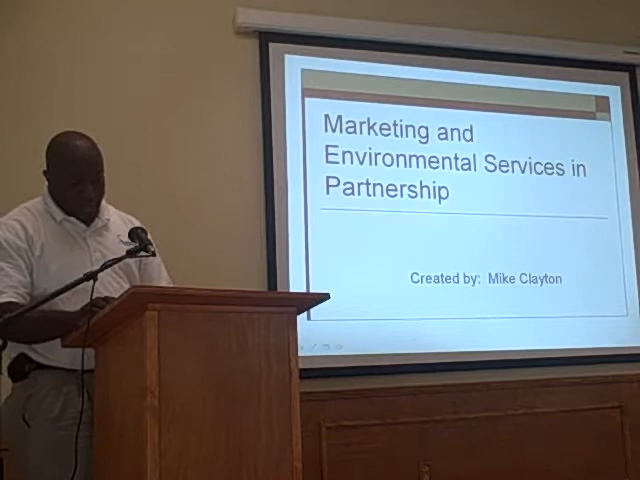 Marketing and
Environmental Services in
Partnership
Created by: Mike Clayton